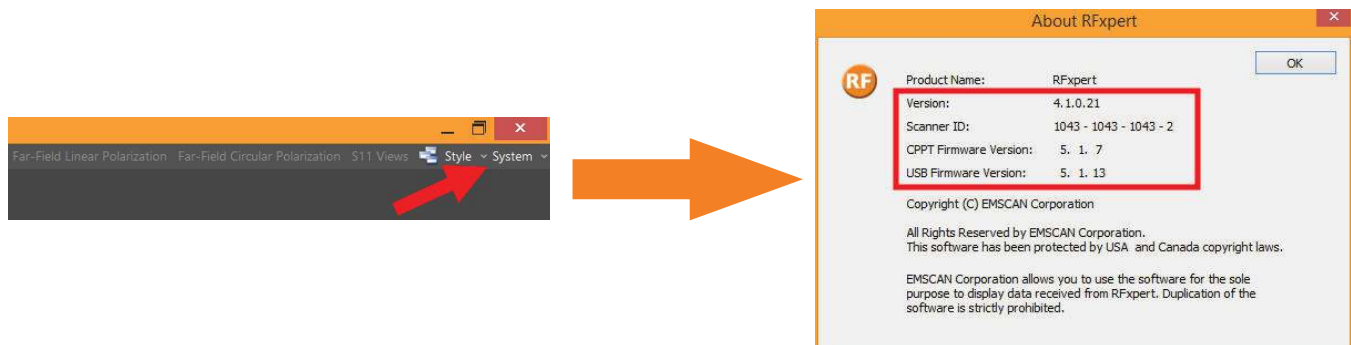 Far-Field Linear Polarization Far-Field Circular Polarization S11 Views Style System
About RFxpert
OK
RF
Product Name: RFxpert
Version: 4.1.0.21
Scanner ID: 1043 - 1043 - 1043 - 2
CPPT Firmware Version: 5. 1. 7
USB Firmware Version: 5. 1. 13
Copyright (C) EMSCAN Corporation
All Rights Reserved by EMSCAN Corporation.
This software has been protected by USA and Canada copyright laws.
EMSCAN Corporation allows you to use the software for the sole
purpose to display data received from RFxpert. Duplication of the
software is strictly prohibited.